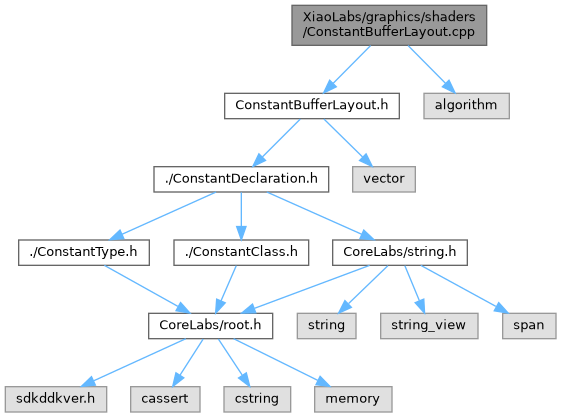 XiaoLabs/graphics/shaders
/ConstantBufferLayout.cpp
ConstantBufferLayout.h
algorithm
./ConstantDeclaration.h
vector
./ConstantType.h
./ConstantClass.h
CoreLabs/string.h
CoreLabs/root.h
string
string_view
span
sdkddkver.h
cassert
cstring
memory